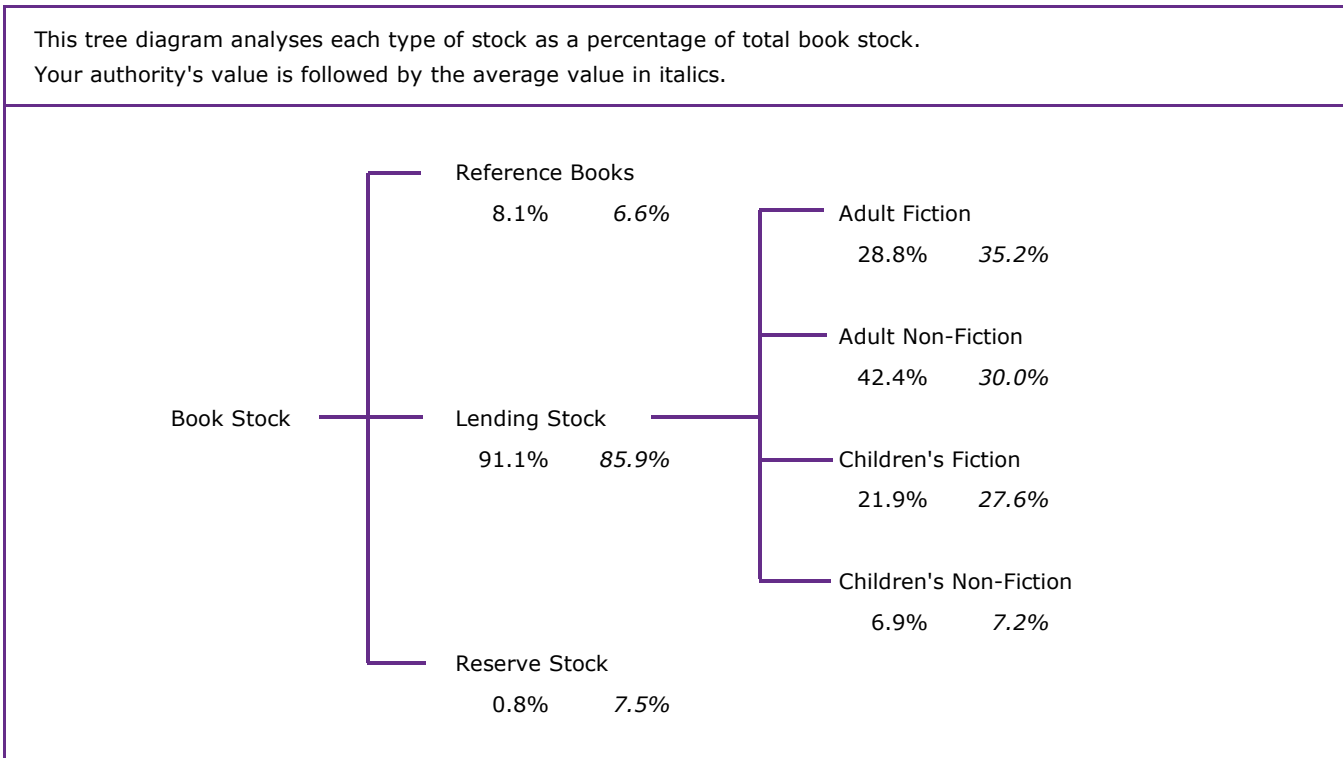 This tree diagram analyses each type of stock as a percentage of total book stock.
Your authority's value is followed by the average value in italics.
Reference Books
8.1% 6.6%
Adult Fiction
28.8% 35.2%
Adult Non-Fiction
42.4% 30.0%
Book Stock
Lending Stock
91.1% 85.9%
Children's Fiction
21.9% 27.6%
Children's Non-Fiction
6.9% 7.2%
Reserve Stock
0.8% 7.5%